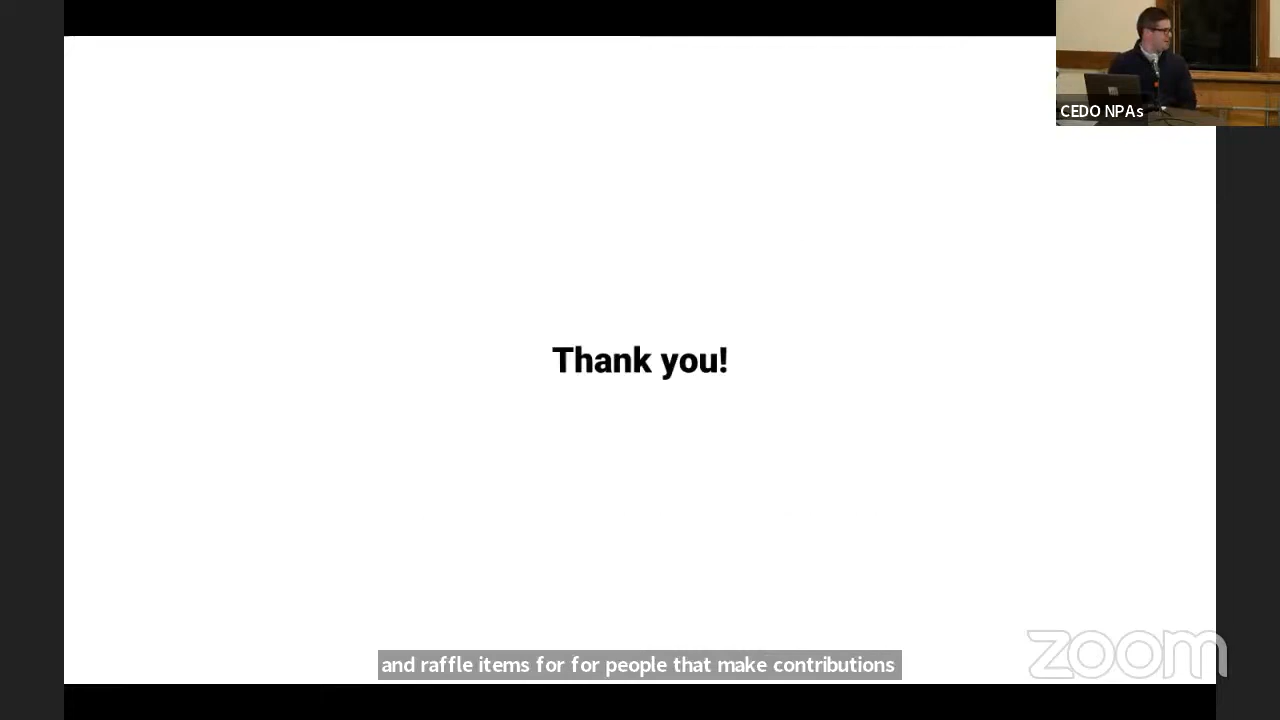 CEDO NPAs
Thank you!
and raffle items for for people that make contributions
zoom